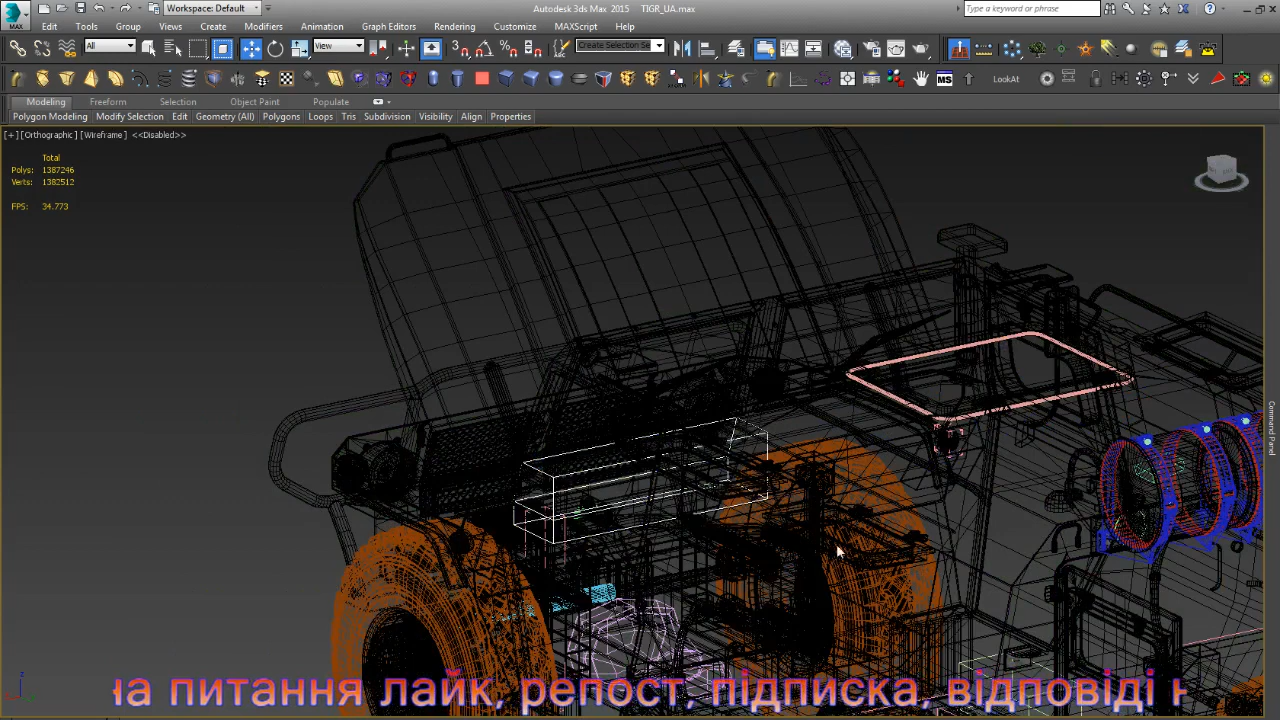 Autodesk 3ds Max 2015    TIGR_UA.max
Workspace: Default
Type a keyword or phrase
MAX
Edit Tools Group Views Create Modifiers Animation Graph Editors Rendering Customize MAXScript Help
All
View
Create Selection Se
MS
LookAt
Modeling Freeform Selection Object Paint Populate
Polygon Modeling Modify Selection Edit Geometry (All) Polygons Loops Tris Subdivision Visibility Align Properties
[+] [Orthographic] [Wireframe] <<Disabled>>
Total
Polys: 1387246
Verts: 1382512
FPS: 34.773
Command Panel
на питання лайк, репост, підписка, відповіді н